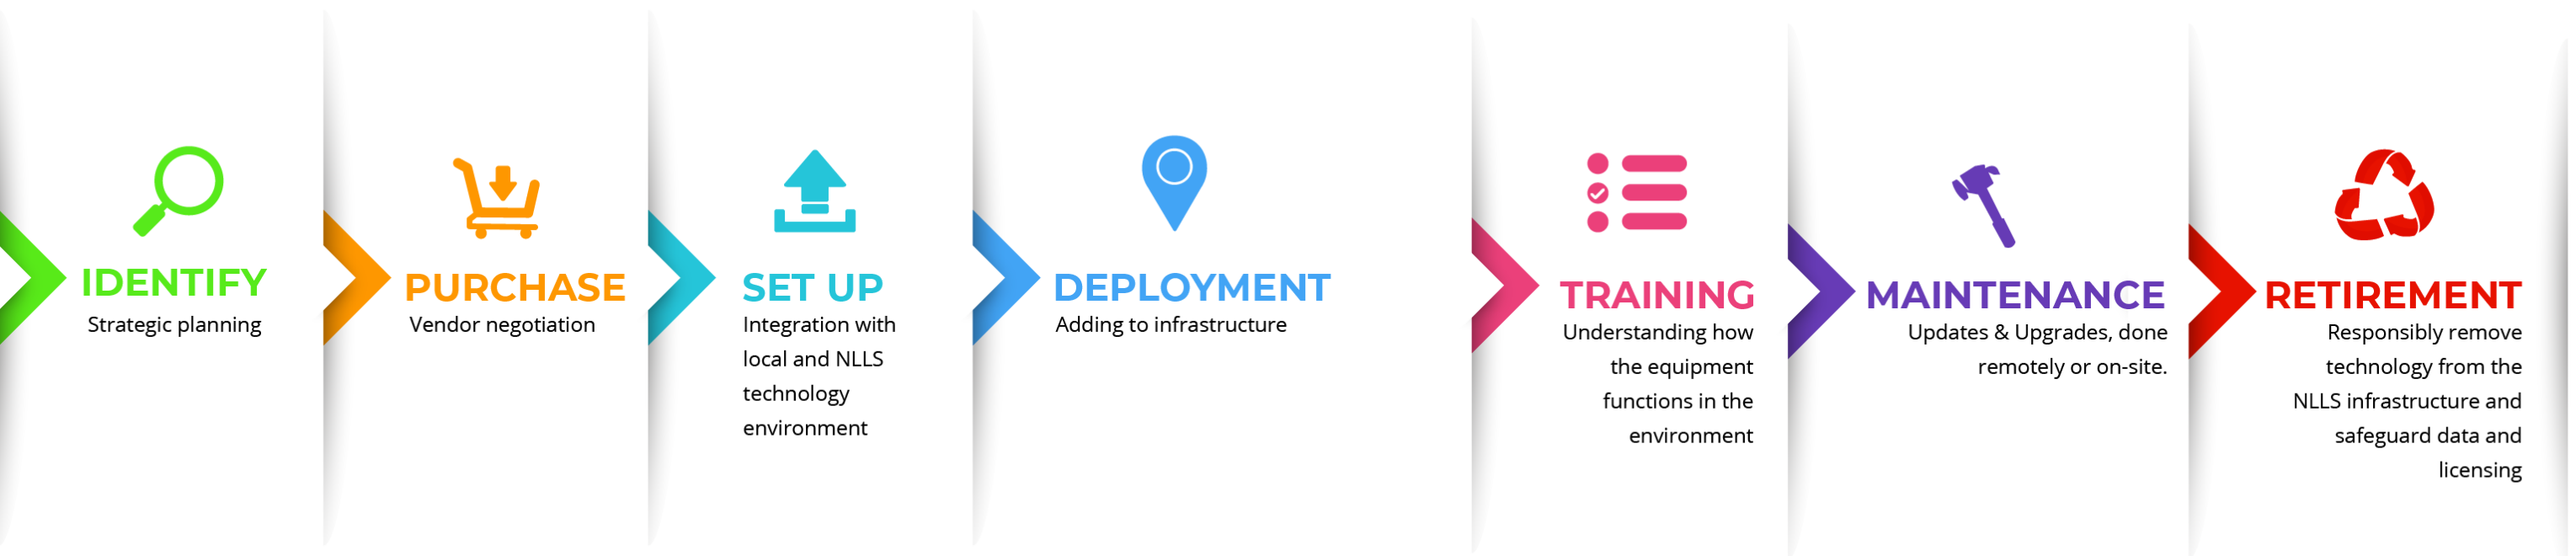 IDENTIFY
Strategic planning
PURCHASE
Vendor negotiation
SET UP
Integration with
local and NLLS
technology
environment
DEPLOYMENT
Adding to infrastructure
TRAINING
Understanding how
the equipment
functions in the
environment
MAINTENANCE
Updates & Upgrades, done
remotely or on-site.
RETIREMENT
Responsibly remove
technology from the
NLLS infrastructure and
safeguard data and
licensing